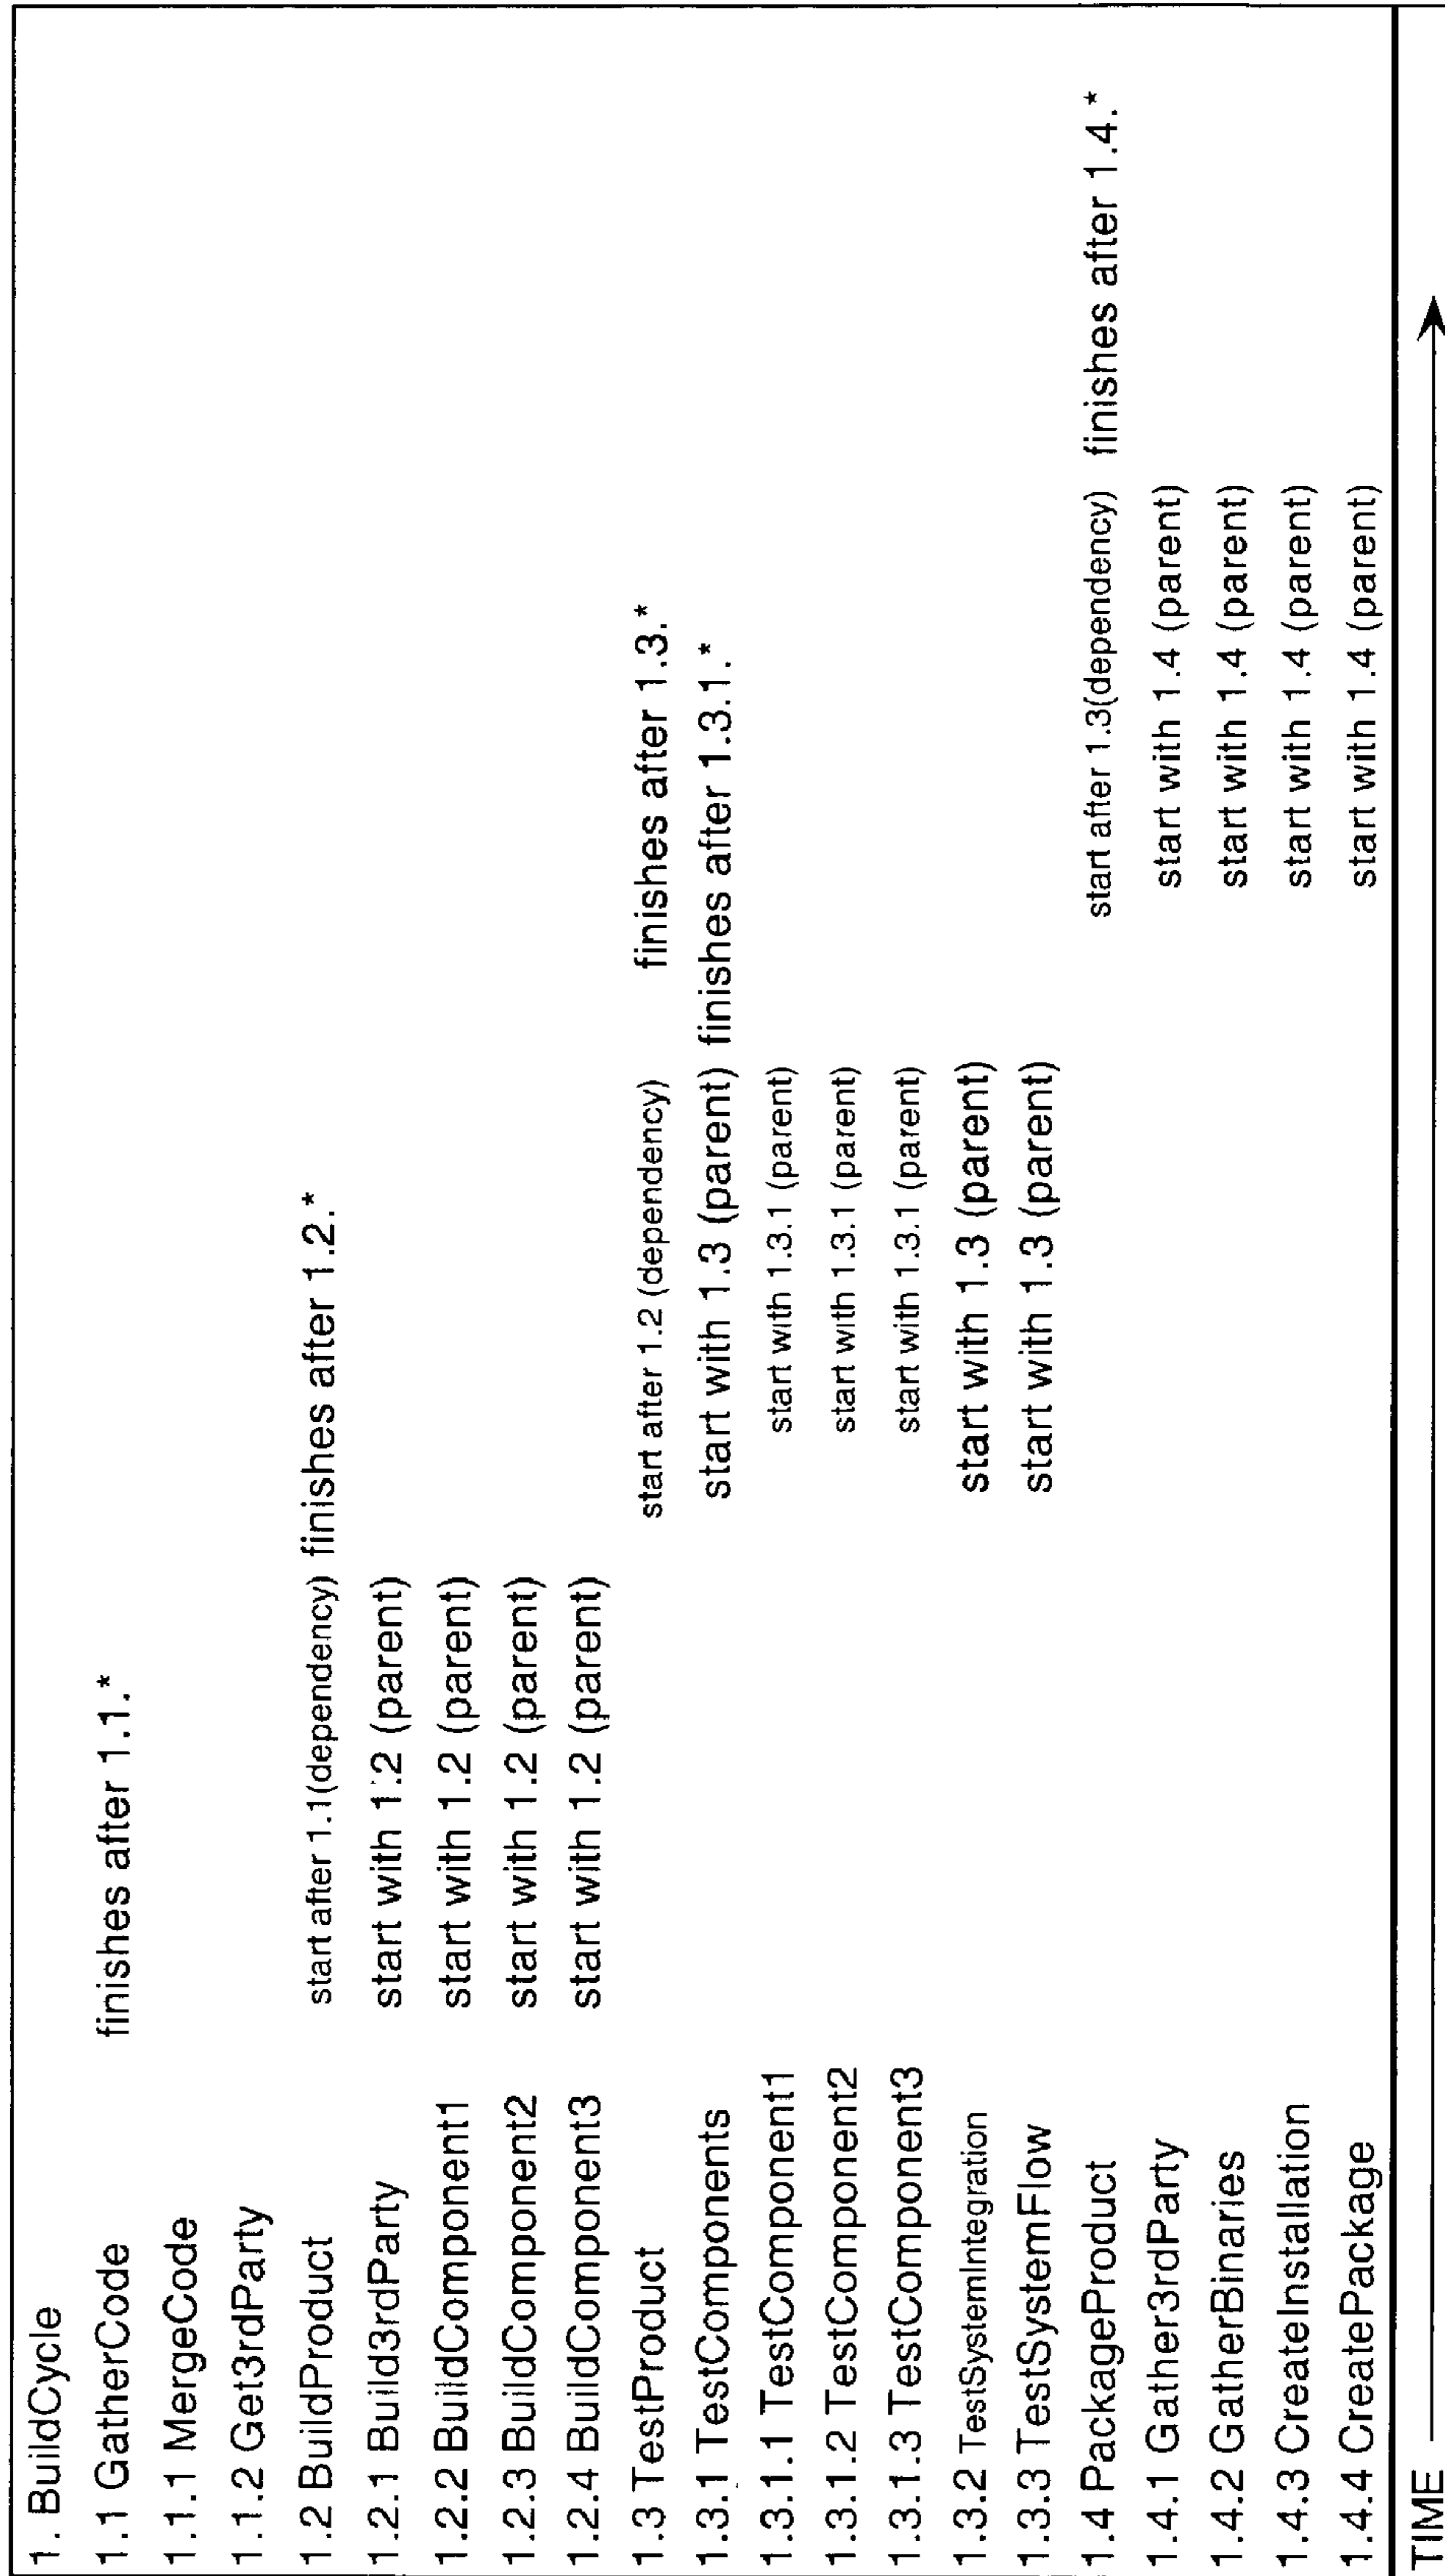 1. BuildCycle
1.1 GatherCode finishes after 1.1.*
1.1.1 MergeCode
1.1.2 Get3rdParty
1.2 BuildProduct start after 1.1(dependency) finishes after 1.2.*
1.2.1 Build3rdParty start with 1.2 (parent)
1.2.2 BuildComponent1 start with 1.2 (parent)
1.2.3 BuildComponent2 start with 1.2 (parent)
1.2.4 BuildComponent3 start with 1.2 (parent)
1.3 TestProduct start after 1.2 (dependency) finishes after 1.3.*
1.3.1 TestComponents start with 1.3 (parent) finishes after 1.3.1.*
1.3.1.1 TestComponent1 start with 1.3.1 (parent)
1.3.1.2 TestComponent2 start with 1.3.1 (parent)
1.3.1.3 TestComponent3 start with 1.3.1 (parent)
1.3.2 TestSystemIntegration start with 1.3 (parent)
1.3.3 TestSystemFlow start with 1.3 (parent)
1.4 PackageProduct start after 1.3(dependency) finishes after 1.4.*
1.4.1 Gather3rdParty start with 1.4 (parent)
1.4.2 GatherBinaries start with 1.4 (parent)
1.4.3 CreateInstallation start with 1.4 (parent)
1.4.4 CreatePackage start with 1.4 (parent)
TIME